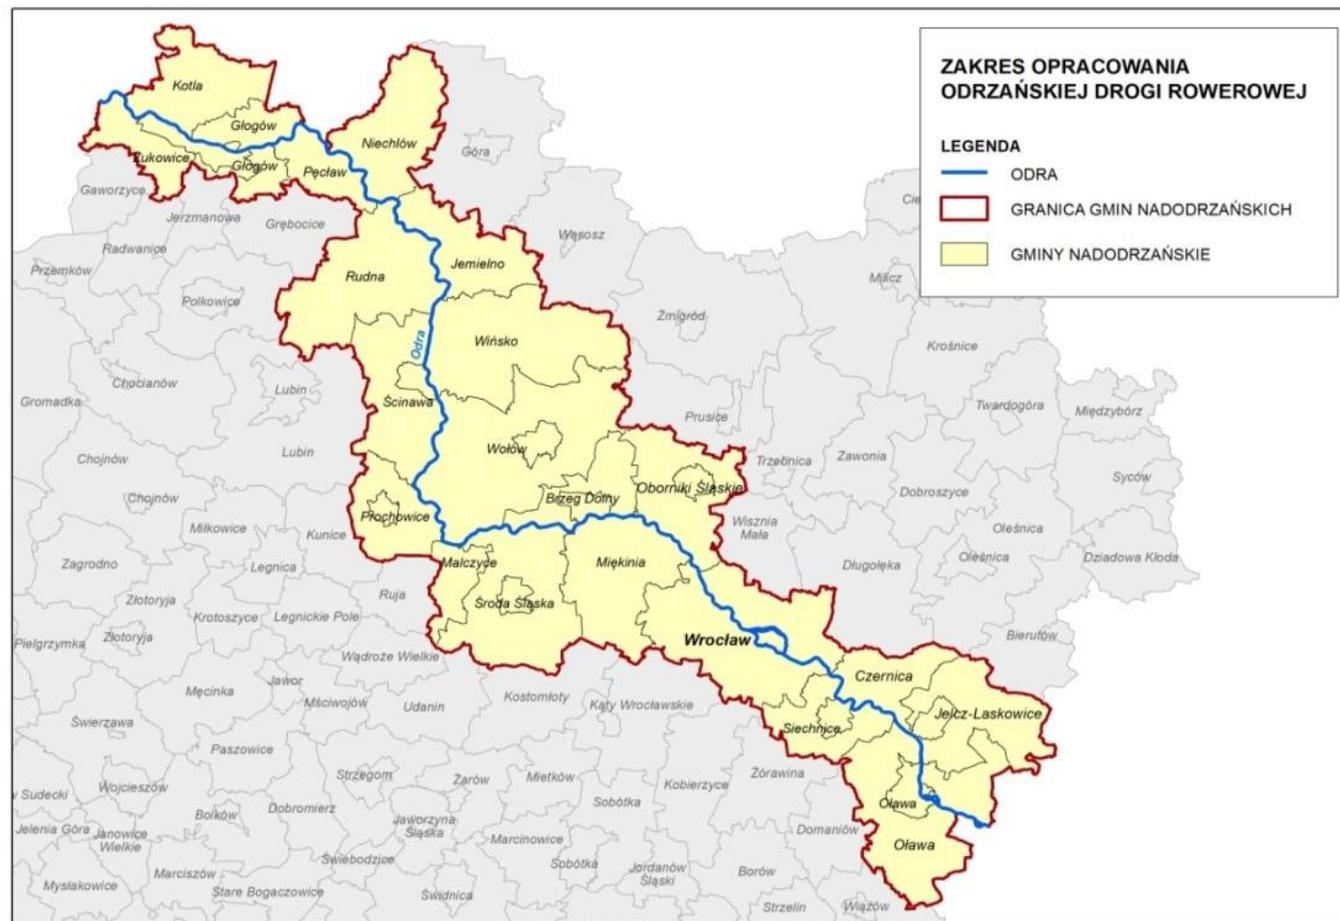 ZAKRES OPRACOWANIA
ODRZAŃSKIEJ DROGI ROWEROWEJ
LEGENDA
ODRA
GRANICA GMIN NADODRZAŃSKICH
GMINY NADODRZAŃSKIE
Kotla
Głogów
Niechlów
Góra
Żukowice
Głogów
Pęcław
Gaworzyce
Jerzmanowa
Grębocice
Radwanice
Wąsosz
Cie
Przemków
Rudna
Jemielno
Milicz
Polkowice
Żmigród
Odra
Wińsko
Krośnice
Chocianów
Lubin
Gromadka
Ścinawa
Prusice
Twardogóra
Międzybórz
Chojnów
Lubin
Wołów
Trzebnica
Zawonia
Syców
Chojnów
Brzeg Dolny
Oborniki Śląskie
Dobroszyce
Prochowice
Miłkowice
Kunice
Wisznia
Mała
Oleśnica
Zagrodno
Legnica
Malczyce
Miękinia
Długołęka
Oleśnica
Dziadowa Kłoda
Złotoryja
Krotoszyce
Legnickie Pole
Ruja
Środa Śląska
Pielgrzymka
Złotoryja
Wrocław
Bierutów
Wądroże Wielkie
Męcinka
Jawor
Mściwojów
Udanin
Kostomłoty
Kąty Wrocławskie
Czernica
Świerzawa
Siechnice
Jelcz-Laskowice
Paszowice
w Sudecki
Wojcieszów
Strzegom
Żarów
Mietków
Kobierzyce
Żórawina
Bolków
Dobromierz
Sobótka
Oława
Jelenia Góra
Janowice
Wielkie
Jaworzyna
Śląska
Marcinowice
Domaniów
Oława
Mysłakowice
Marciszów
Świebodzice
Stare Bogaczowice
Świdnica
Sobótka
Jordanów
Śląski
Borów
Strzelin
Wiązów